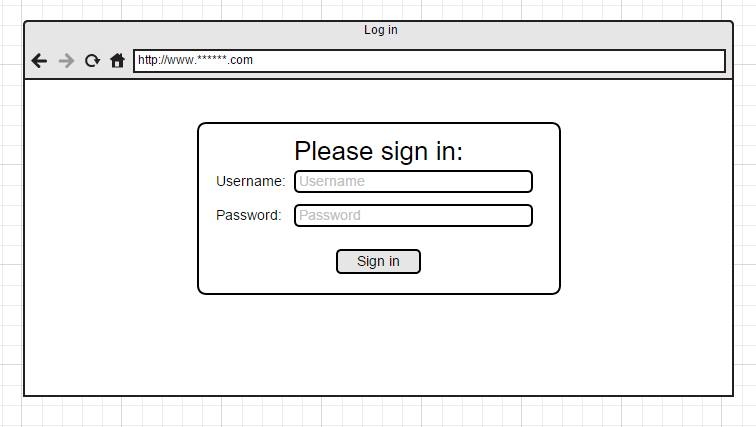 Log in
http://www.******.com
Please sign in:
Username: Username
Password: Password
Sign in